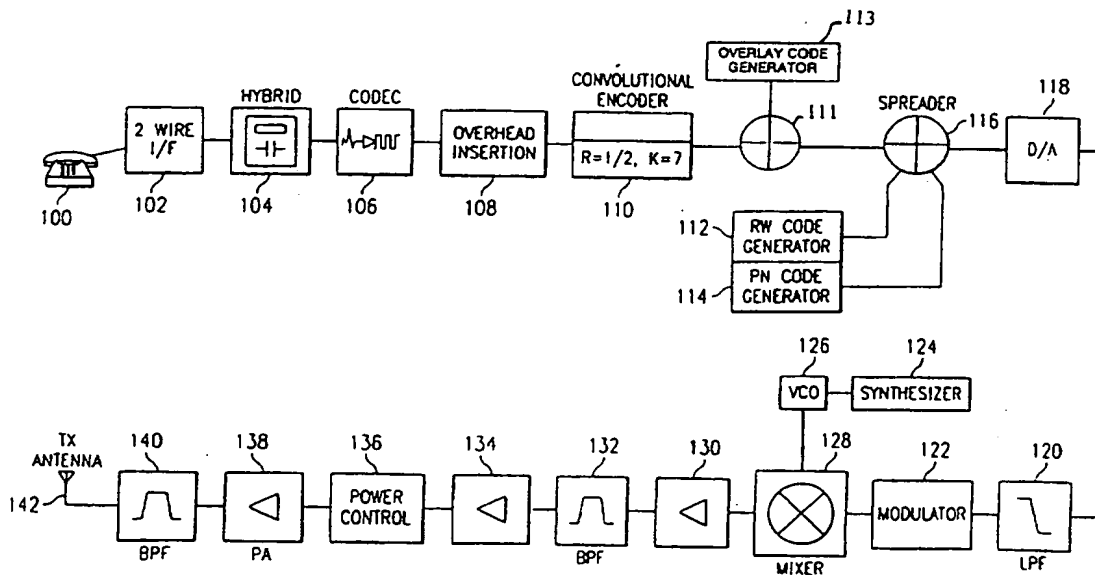 113
OVERLAY CODE
GENERATOR
HYBRID
CODEC
CONVOLUTIONAL
ENCODER
SPREADER
118
2 WIRE
I/F
OVERHEAD
INSERTION
R=1/2, K=7
111
116
D/A
100
102
104
106
108
110
112
RW CODE
GENERATOR
114
PN CODE
GENERATOR
126
124
VCO
SYNTHESIZER
TX
ANTENNA
140
138
136
134
132
130
128
122
120
142
POWER
CONTROL
MODULATOR
BPF
PA
BPF
MIXER
LPF